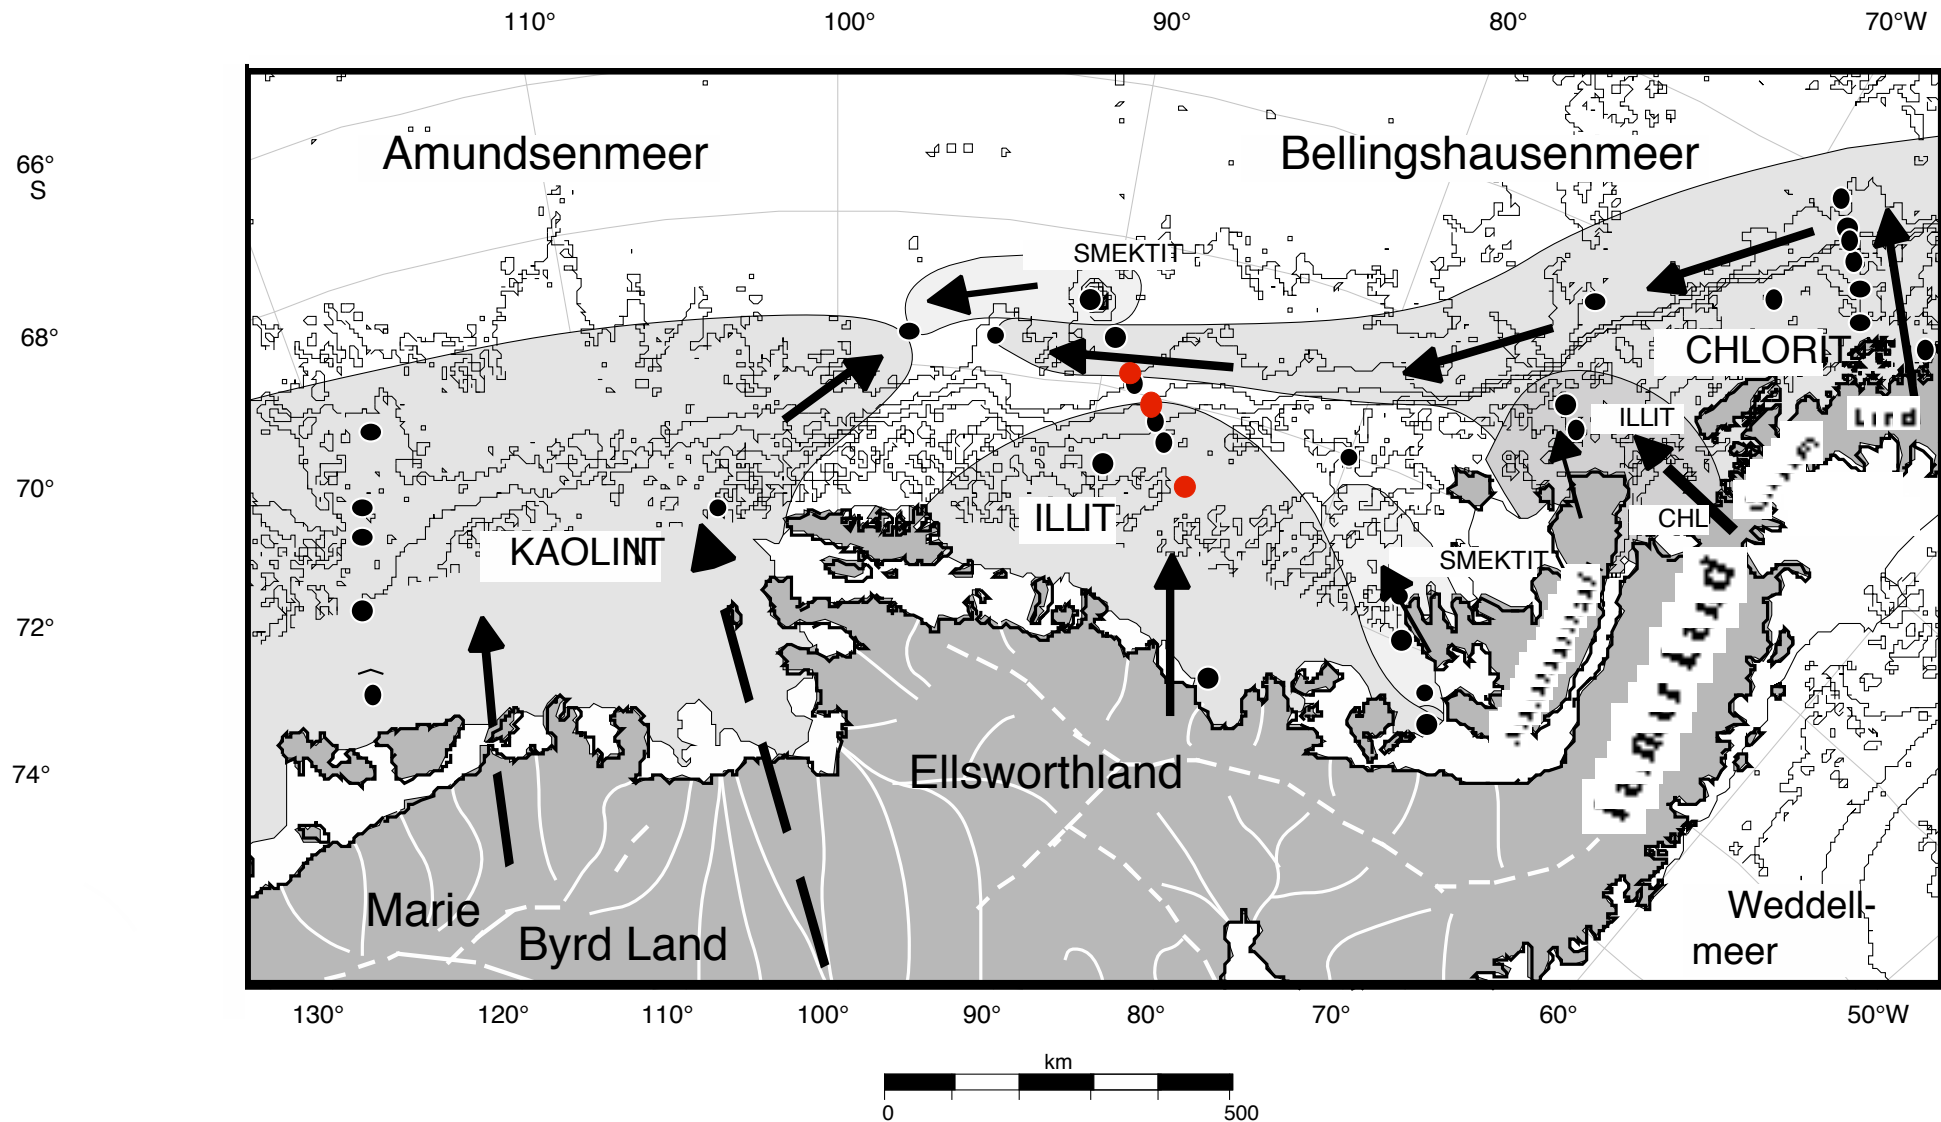 110° 100° 90° 80° 70°W
66°
S
Amundsenmeer Bellingshausenmeer
SMEKTIT
68°
CHLORIT
ILLIT
70°
ILLIT
CHL
KAOLINIT
SMEKTIT
72°
74°
Ellsworthland
Marie
Byrd Land
Weddell-
meer
130° 120° 110° 100° 90° 80° 70° 60° 50°W
km
0 500